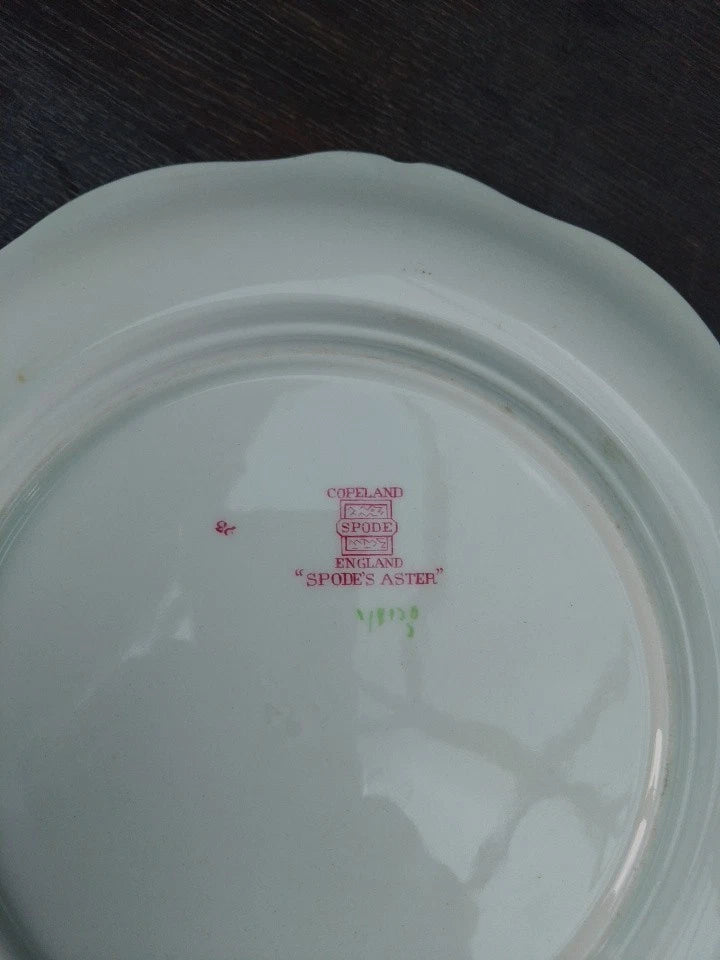 COPELAND
SPODE
ENGLAND
"SPODE'S ASTER"